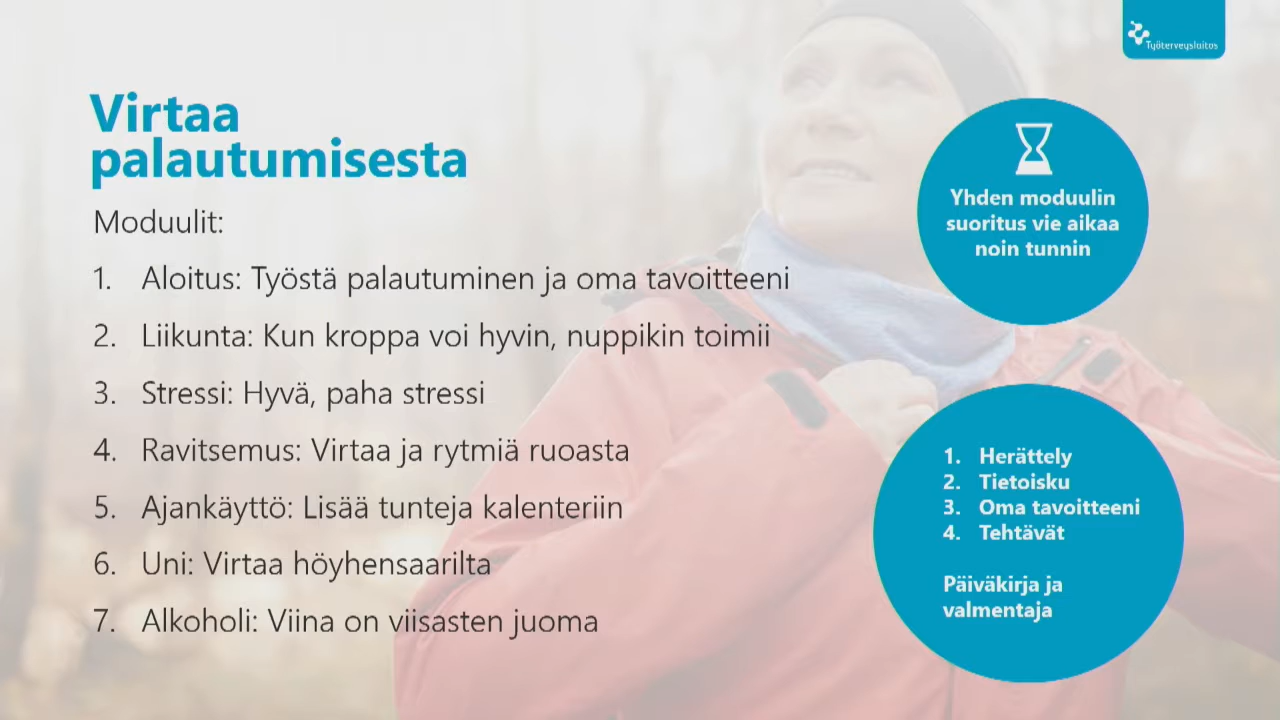 Työterveyslaitos
Virtaa
palautumisesta
Moduulit:
1. Aloitus: Työstä palautuminen ja oma tavoitteeni
2. Liikunta: Kun kroppa voi hyvin, nuppikin toimii
3. Stressi: Hyvä, paha stressi
4. Ravitsemus: Virtaa ja rytmiä ruoasta
5. Ajankäyttö: Lisää tunteja kalenteriin
6. Uni: Virtaa höyhensaarilta
7. Alkoholi: Viina on viisasten juoma
Yhden moduulin
suoritus vie aikaa
noin tunnin
1. Herättely
2. Tietoisku
3. Oma tavoitteeni
4. Tehtävät
Päiväkirja ja
valmentaja